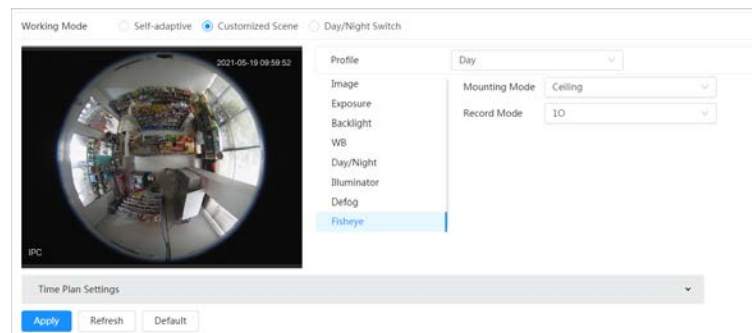 Working Mode Self-adaptive Customized Scene Day/Night Switch
2021-05-19 09:59:52
IPC
Profile Day
Image
Exposure
Backlight
WB
Day/Night
Illuminator
Defog
Fisheye
Mounting Mode Ceiling
Record Mode 1O
Time Plan Settings
Apply Refresh Default